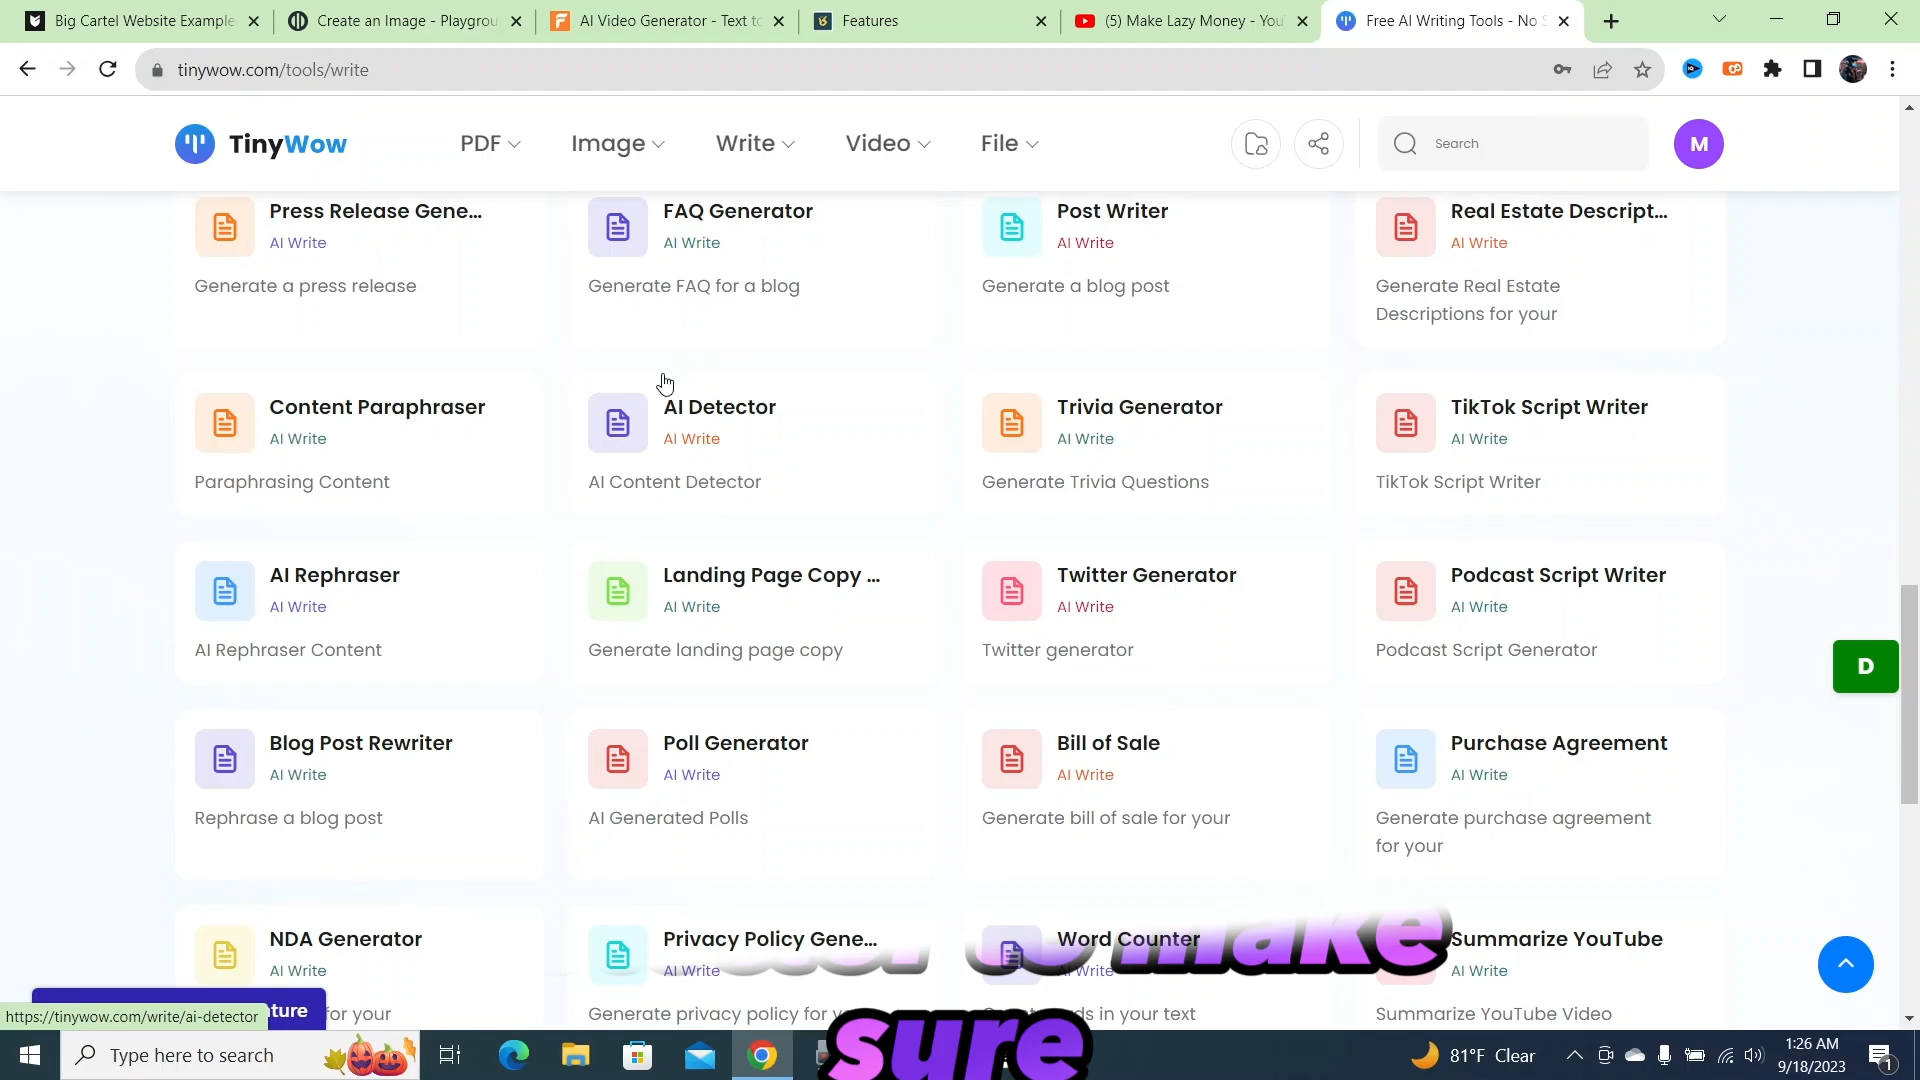 Big Cartel Website Example
Create an Image - Playgrou
AI Video Generator - Text to
Features
(5) Make Lazy Money - You
Free AI Writing Tools - No S
tinywow.com/tools/write
TinyWow
PDF
Image
Write
Video
File
Search
M
Press Release Gene...
AI Write
Generate a press release
FAQ Generator
AI Write
Generate FAQ for a blog
Post Writer
AI Write
Generate a blog post
Real Estate Descript...
AI Write
Generate Real Estate
Descriptions for your
Content Paraphraser
AI Write
Paraphrasing Content
AI Detector
AI Write
AI Content Detector
Trivia Generator
AI Write
Generate Trivia Questions
TikTok Script Writer
AI Write
TikTok Script Writer
AI Rephraser
AI Write
AI Rephraser Content
Landing Page Copy ...
AI Write
Generate landing page copy
Twitter Generator
AI Write
Twitter generator
Podcast Script Writer
AI Write
Podcast Script Generator
D
Blog Post Rewriter
AI Write
Rephrase a blog post
Poll Generator
AI Write
AI Generated Polls
Bill of Sale
AI Write
Generate bill of sale for your
Purchase Agreement
AI Write
Generate purchase agreement
for your
NDA Generator
AI Write
for your
Privacy Policy Gene...
AI Write
Generate privacy policy for
Word Counter
Write
in your text
Summarize YouTube
AI Write
Summarize YouTube Video
to make
sure
https://tinywow.com/write/ai-detector
Type here to search
81°F Clear
1:26 AM
9/18/2023
1